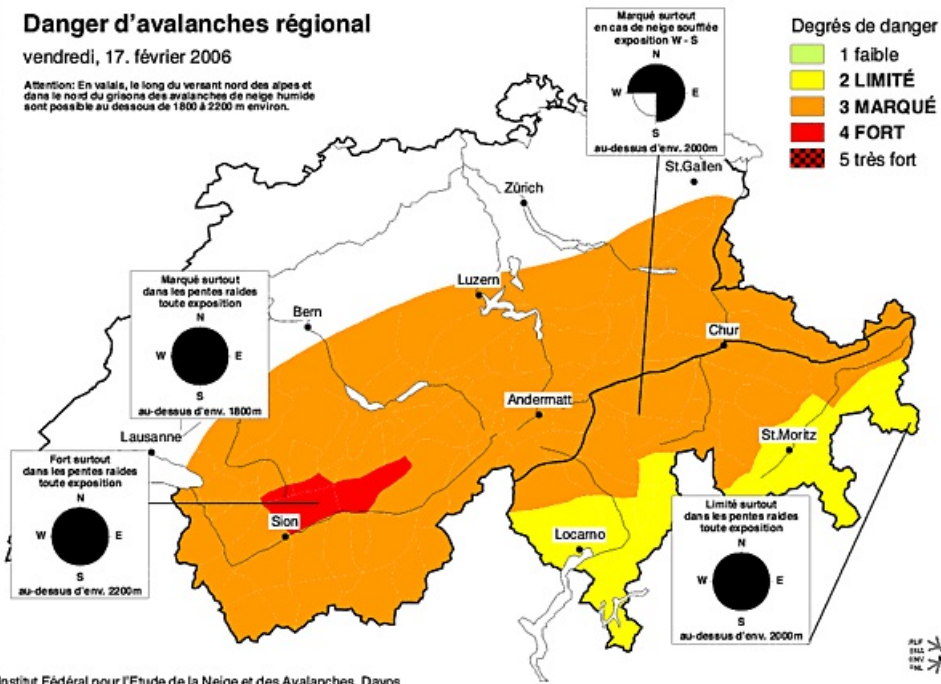 Danger d'avalanches régional
vendredi, 17. février 2006
Attention: En valais, le long du versant nord des alpes et
dans le nord du grisons des avalanches de neige humide
sont possible au dessous de 1800 à 2200 m environ.
Marqué surtout
en cas de neige soufflée
exposition W - S
N
W E
S
au-dessus d'env. 2000m
Degrés de danger
1 faible
2 LIMITÉ
3 MARQUÉ
4 FORT
5 très fort
St.Gallen
Zürich
Luzern
Bern
Chur
Andermatt
Lausanne
St.Moritz
Sion
Locarno
Marqué surtout
dans les pentes raides
toute exposition
N
W E
S
au-dessus d'env. 1800m
Fort surtout
dans les pentes raides
toute exposition
N
W E
S
au-dessus d'env. 2200m
Limité surtout
dans les pentes raides
toute exposition
N
W E
S
au-dessus d'env. 2000m
Institut Fédéral pour l'Etude de la Neige et des Avalanches, Davos